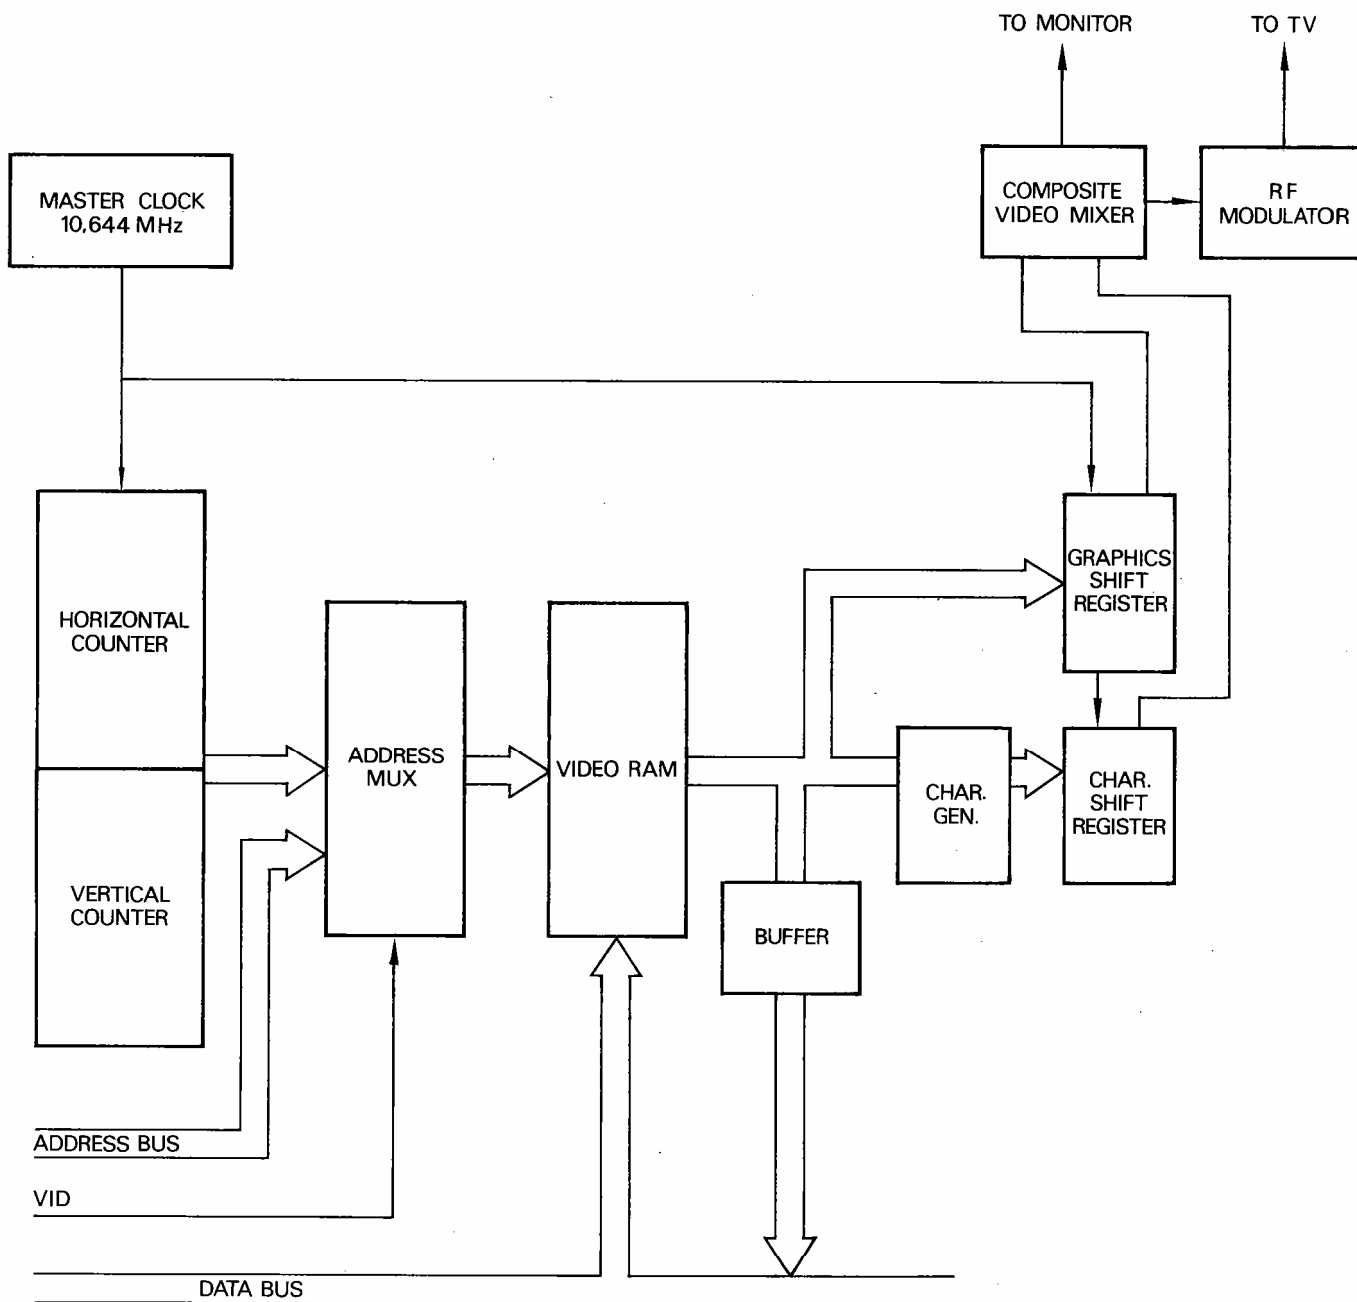 TO MONITOR
TO TV
MASTER CLOCK
10,644 MHz
COMPOSITE
VIDEO MIXER
RF
MODULATOR
HORIZONTAL
COUNTER
VERTICAL
COUNTER
ADDRESS
MUX
VIDEO RAM
GRAPHICS
SHIFT
REGISTER
CHAR.
GEN.
CHAR.
SHIFT
REGISTER
BUFFER
ADDRESS BUS
VID
DATA BUS